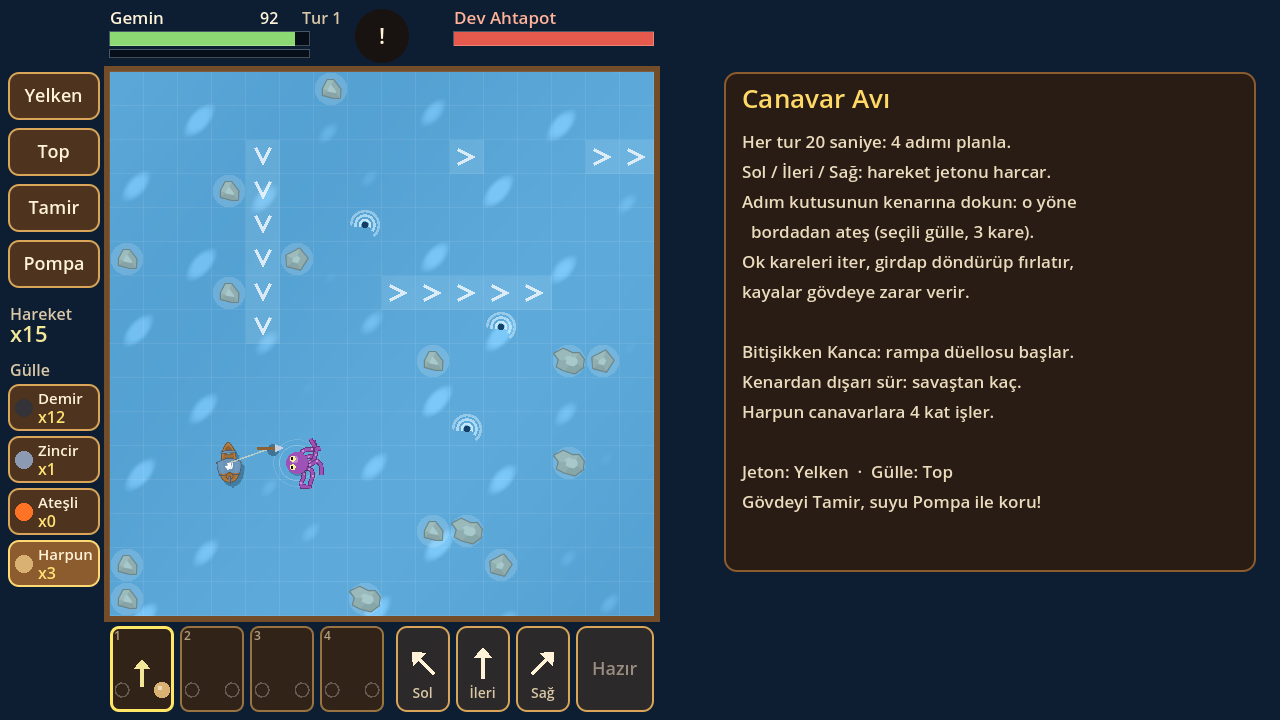 Gemin 92 Tur 1
!
Dev Ahtapot
Yelken
Top
Tamir
Pompa
Hareket
x15
Gülle
Demir
x12
Zincir
x1
Ateşli
x0
Harpun
x3
Canavar Avı
Her tur 20 saniye: 4 adımı planla.
Sol / İleri / Sağ: hareket jetonu harcar.
Adım kutusunun kenarına dokun: o yöne
bordadan ateş (seçili gülle, 3 kare).
Ok kareleri iter, girdap döndürüp fırlatır,
kayalar gövdeye zarar verir.
Bitişikken Kanca: rampa düellosu başlar.
Kenardan dışarı sür: savaştan kaç.
Harpun canavarlara 4 kat işler.
Jeton: Yelken · Gülle: Top
Gövdeyi Tamir, suyu Pompa ile koru!
1 2 3 4
Sol İleri Sağ Hazır